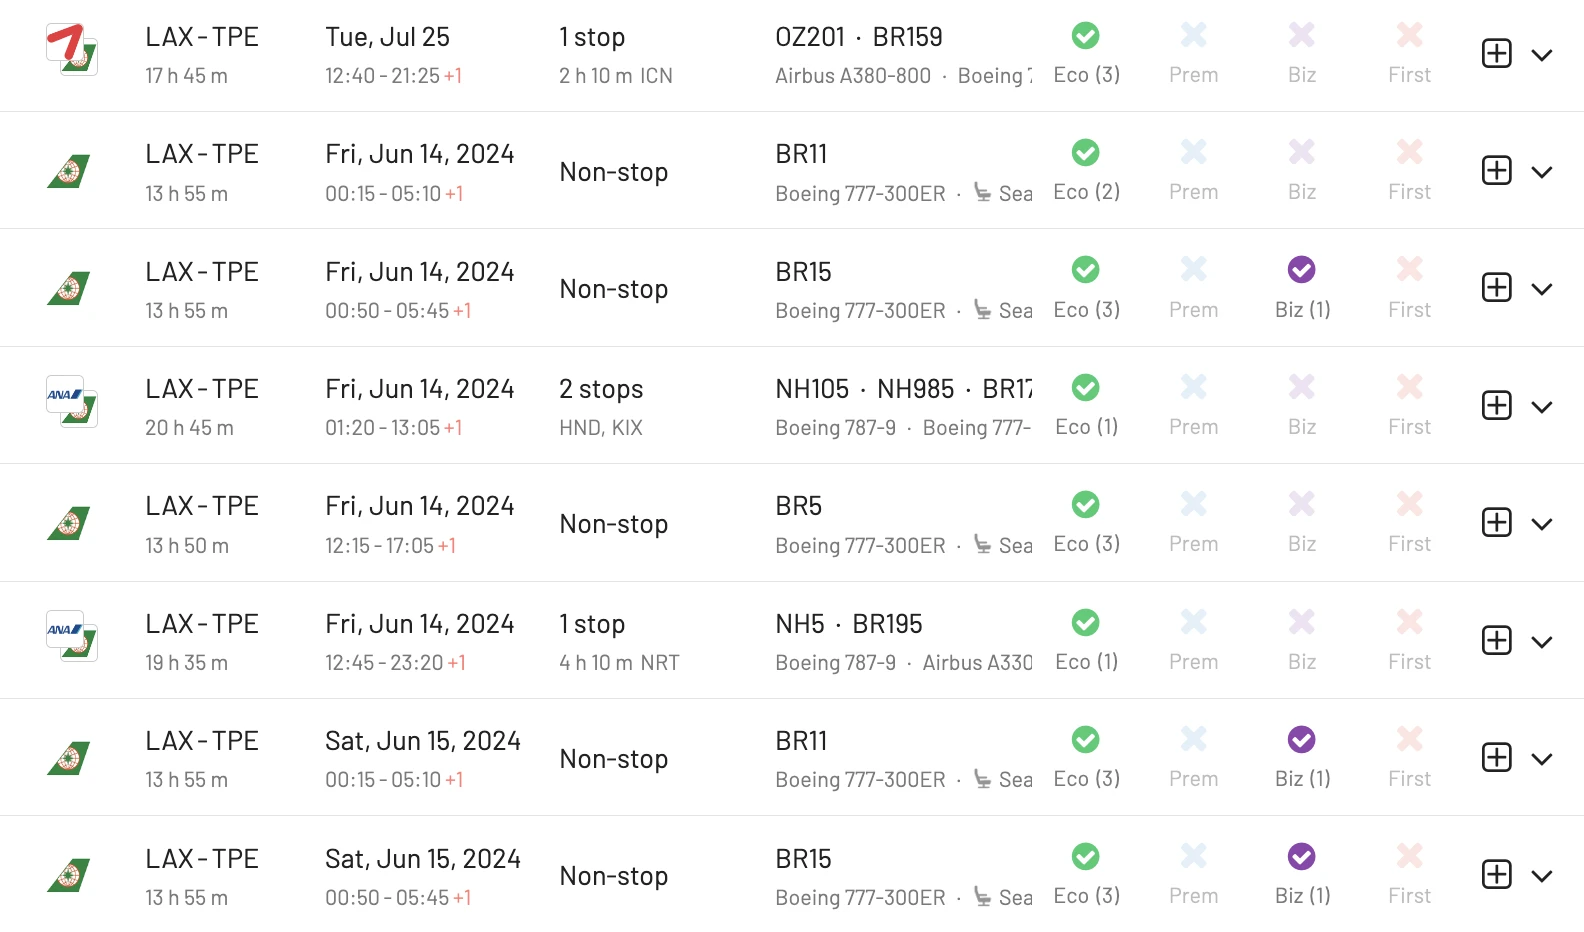 LAX - TPE Tue, Jul 25 1 stop OZ201 · BR159
17 h 45 m 12:40 - 21:25 +1 2 h 10 m ICN Airbus A380-800 · Boeing Eco (3) Prem Biz First
LAX - TPE Fri, Jun 14, 2024 Non-stop BR11
13 h 55 m 00:15 - 05:10 +1 Boeing 777-300ER · Sea Eco (2) Prem Biz First
LAX - TPE Fri, Jun 14, 2024 Non-stop BR15
13 h 55 m 00:50 - 05:45 +1 Boeing 777-300ER · Sea Eco (3) Prem Biz (1) First
ANA LAX - TPE Fri, Jun 14, 2024 2 stops NH105 · NH985 · BR17
20 h 45 m 01:20 - 13:05 +1 HND, KIX Boeing 787-9 · Boeing 777- Eco (1) Prem Biz First
LAX - TPE Fri, Jun 14, 2024 Non-stop BR5
13 h 50 m 12:15 - 17:05 +1 Boeing 777-300ER · Sea Eco (3) Prem Biz First
ANA LAX - TPE Fri, Jun 14, 2024 1 stop NH5 · BR195
19 h 35 m 12:45 - 23:20 +1 4 h 10 m NRT Boeing 787-9 · Airbus A330 Eco (1) Prem Biz First
LAX - TPE Sat, Jun 15, 2024 Non-stop BR11
13 h 55 m 00:15 - 05:10 +1 Boeing 777-300ER · Sea Eco (3) Prem Biz (1) First
LAX - TPE Sat, Jun 15, 2024 Non-stop BR15
13 h 55 m 00:50 - 05:45 +1 Boeing 777-300ER · Sea Eco (3) Prem Biz (1) First